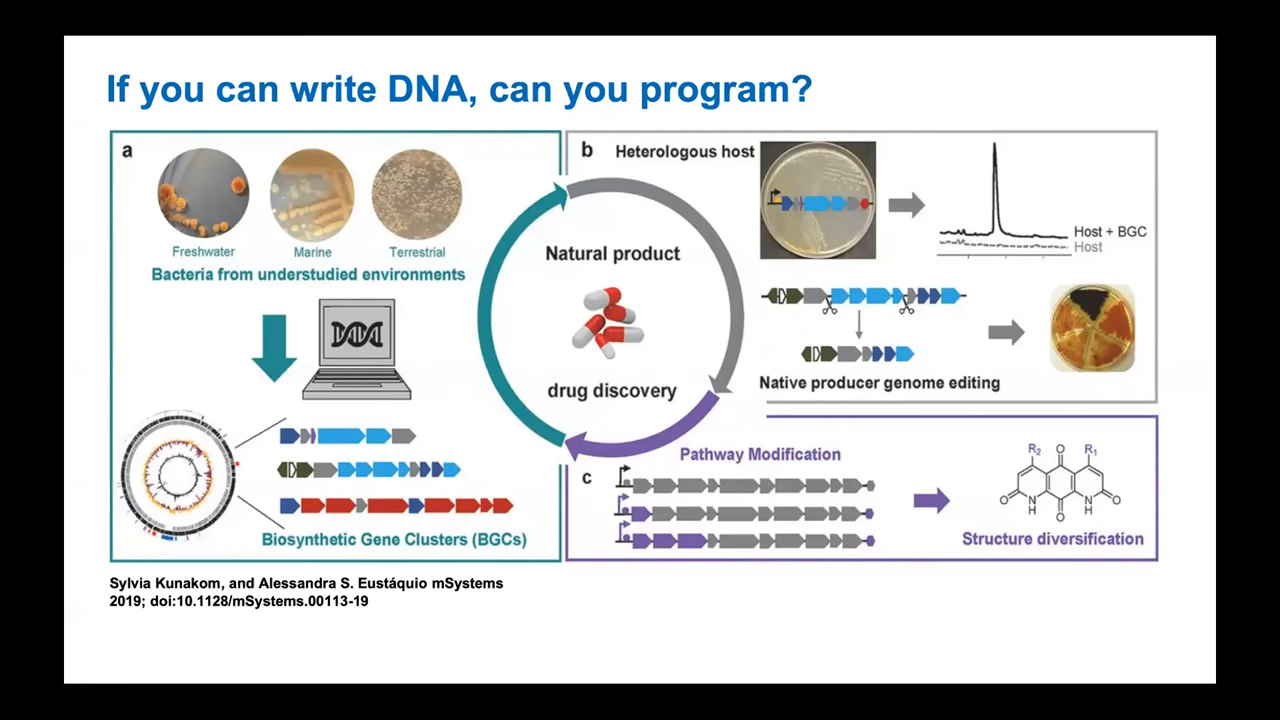 If you can write DNA, can you program?
a
Freshwater
Marine
Terrestrial
Bacteria from understudied environments
Biosynthetic Gene Clusters (BGCs)
Natural product
drug discovery
b
Heterologous host
Host + BGC
Host
Native producer genome editing
c
Pathway Modification
R2
O
R1
O
N
H
O
N
H
O
Structure diversification
Sylvia Kunakom, and Alessandra S. Eustáquio mSystems
2019; doi:10.1128/mSystems.00113-19